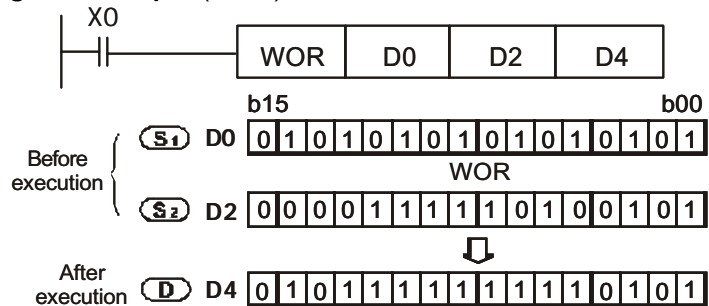 X0
WOR D0 D2 D4
b15 b00
S1 D0 0 1 0 1 0 1 0 1 0 1 0 1 0 1 0 1
Before
execution
WOR
S2 D2 0 0 0 0 1 1 1 1 1 0 1 0 0 1 0 1
After
execution
D D4 0 1 0 1 1 1 1 1 1 1 1 1 0 1 0 1